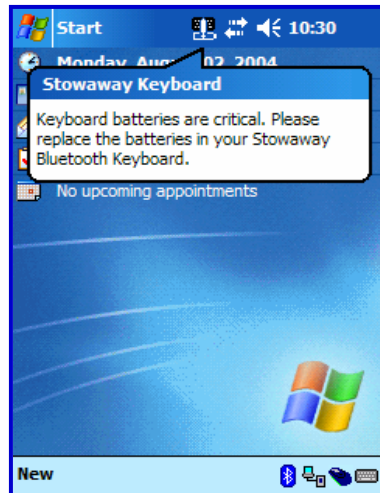 Start 10:30
Monday, August 02, 2004
Stowaway Keyboard
Keyboard batteries are critical. Please
replace the batteries in your Stowaway
Bluetooth Keyboard.
No upcoming appointments
New